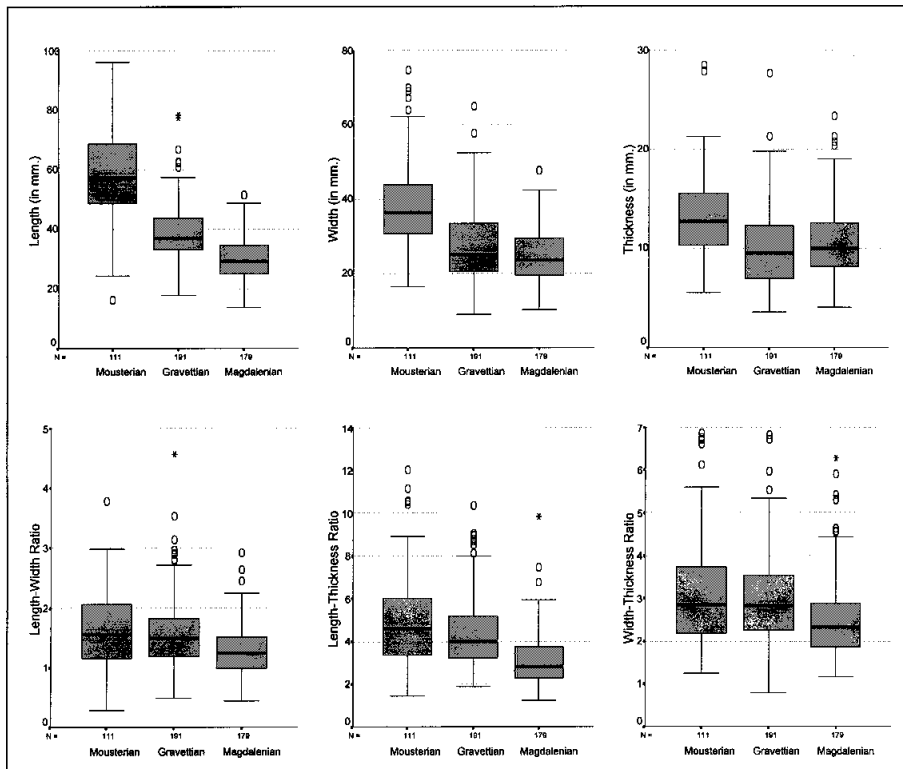 Length (in mm.)
100
80
60
40
20
0
N = 111 191 179
Mousterian Gravettian Magdalenian
Width (in mm.)
80
60
40
20
0
N = 111 191 179
Mousterian Gravettian Magdalenian
Thickness (in mm.)
30
20
10
0
N = 111 191 179
Mousterian Gravettian Magdalenian
Length-Width Ratio
5
4
3
2
1
0
N = 111 191 179
Mousterian Gravettian Magdalenian
Length-Thickness Ratio
14
12
10
8
6
4
2
0
N = 111 191 179
Mousterian Gravettian Magdalenian
Width-Thickness Ratio
7
6
5
4
3
2
1
0
N = 111 191 179
Mousterian Gravettian Magdalenian